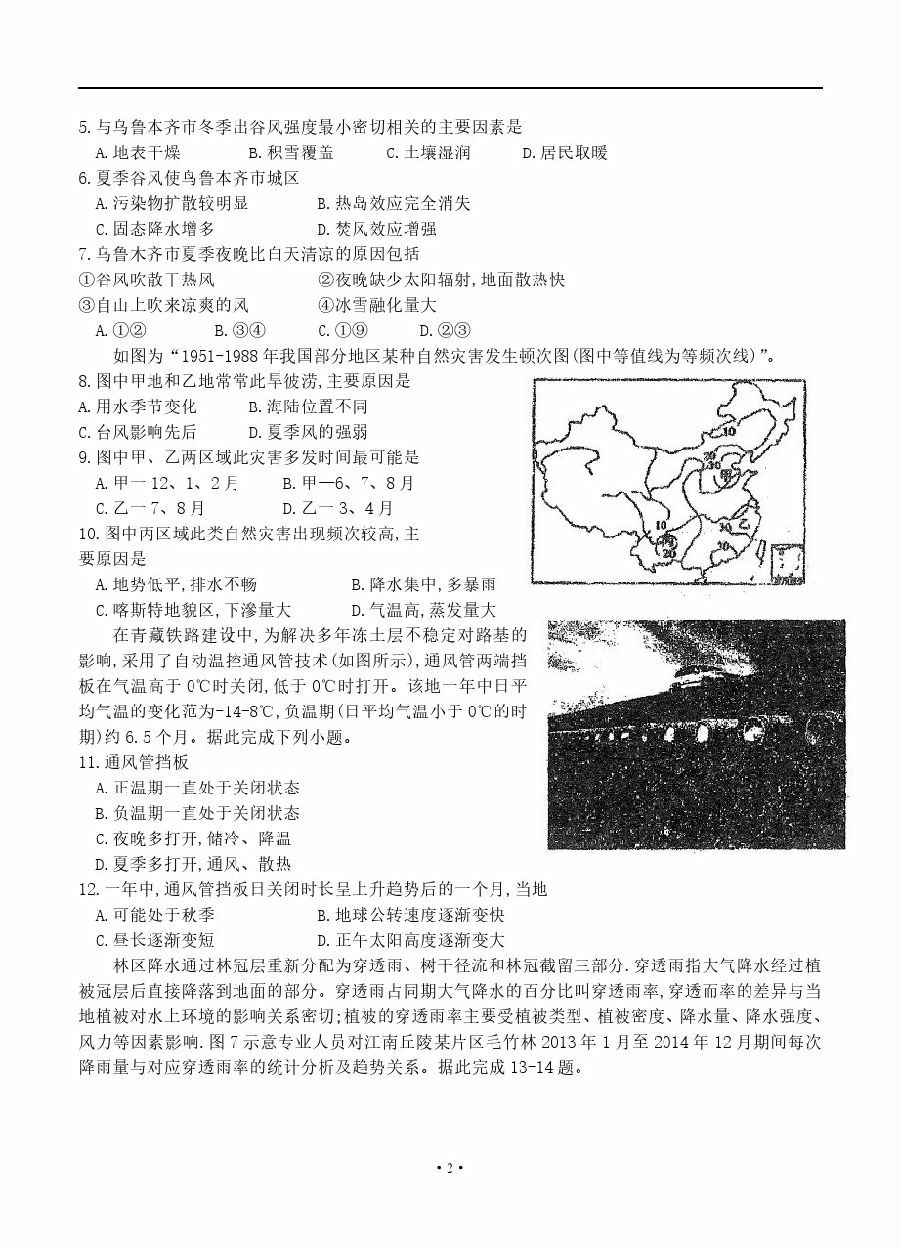 5.与乌鲁本齐市冬季出谷风强度最小密切相关的主要因素是
A.地表干燥 B.积雪覆盖 C.土壤湿润 D.居民取暖
6.夏季谷风使鸟鲁本齐市城区
A.污染物扩散较明显 B.热岛效应完全消失
C.固态降水增多 D.焚风效应增强
7.乌鲁木齐市夏季夜晚比白天清凉的原因包括
①谷风吹散干热风 ②夜晚缺少太阳辐射,地面散热快
③自山上吹来凉爽的风 ④冰雪融化量大
A.①② B.③④ C.①⑨ D.②③
如图为“1951-1988年我国部分地区某种自然灾害发生顿次图(图中等值线为等频次线)”。
8.图中甲地和乙地常常此旱彼涝,主要原因是
A.用水季节变化 B.海陆位置不同
C.台风影响先后 D.夏季风的强弱
9.图中甲、乙两区域此灾害多发时间最可能是
A.甲一12、1、2月 B.甲—6、7、8月
C.乙一7、8月 D.乙一3、4月
10.图中丙区域此类自然灾害出现频次较高,主
要原因是
A.地势低平,排水不畅 B.降水集中,多暴雨
C.喀斯特地貌区,下渗量大 D.气温高,蒸发量大
10
20
30
甲
10
丙
20
30
乙
30
在青藏铁路建设中,为解决多年冻土层不稳定对路基的
影响,采用了自动温控通风管技术(如图所示),通风管两端挡
板在气温高于0℃时关闭,低于0℃时打开。该地一年中日平
均气温的变化范为-14-8℃,负温期(日平均气温小于0℃的时
期)约6.5个月。据此完成下列小题。
11.通风管挡板
A.正温期一直处于关闭状态
B.负温期一直处于关闭状态
C.夜晚多打开,储冷、降温
D.夏季多打开,通风、散热
12.一年中,通风管挡板日关闭时长呈上升趋势后的一个月,当地
A.可能处于秋季 B.地球公转速度逐渐变快
C.昼长逐渐变短 D.正午太阳高度逐渐变大
林区降水通过林冠层重新分配为穿透雨、树干径流和林冠截留三部分.穿透雨指大气降水经过植
被冠层后直接降落到地面的部分。穿透雨占同期大气降水的百分比叫穿透雨率,穿透而率的差异与当
地植被对水上环境的影响关系密切;植坡的穿透雨率主要受植被类型、植被密度、降水量、降水强度、
风力等因素影响.图7示意专业人员对江南丘陵某片区毛竹林2013年1月至2014年12月期间每次
降雨量与对应穿透雨率的统计分析及趋势关系。据此完成13-14题。
·2·